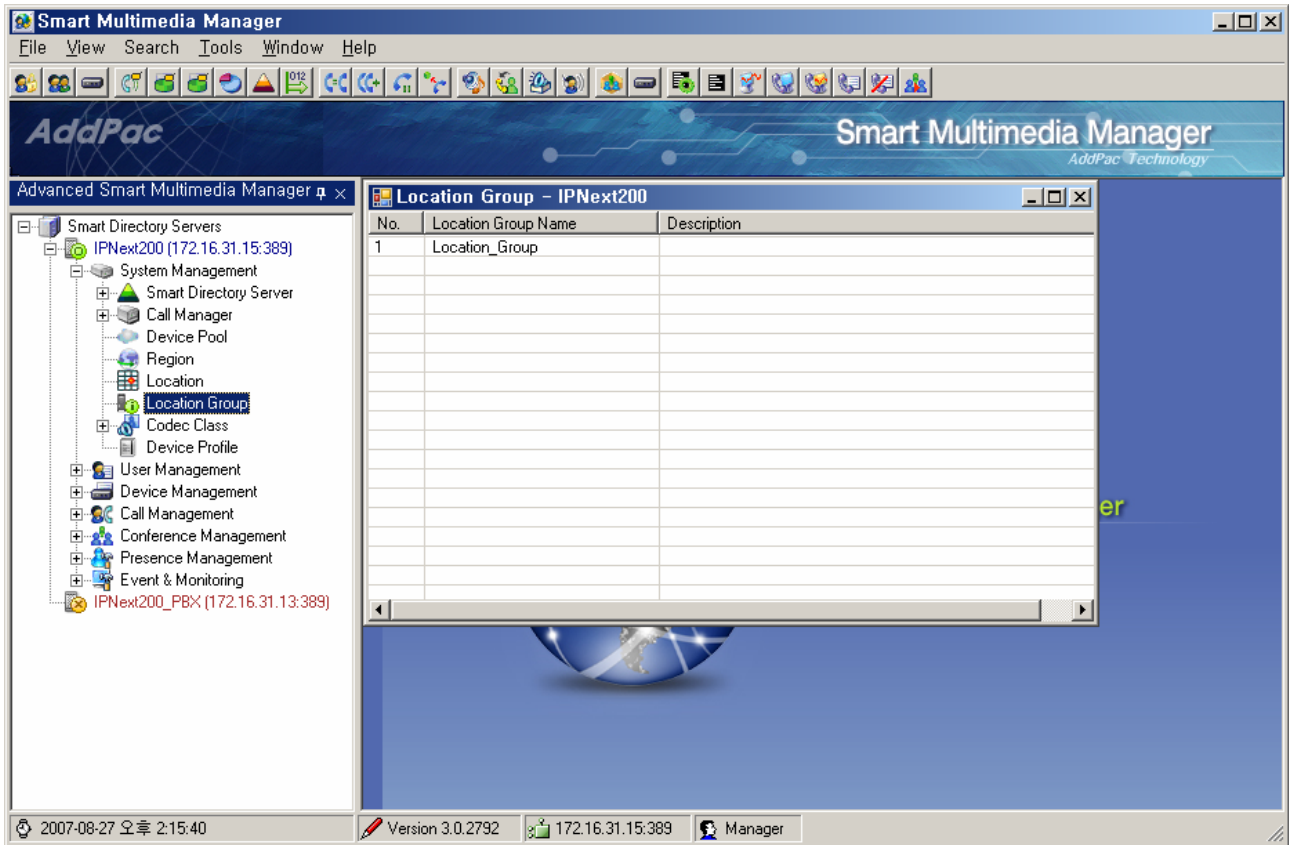 Smart Multimedia Manager
File View Search Tools Window Help
012
AddPac
Smart Multimedia Manager
AddPac Technology
Advanced Smart Multimedia Manager
Smart Directory Servers
IPNext200 (172.16.31.15:389)
System Management
Smart Directory Server
Call Manager
Device Pool
Region
Location
Location Group
Codec Class
Device Profile
User Management
Device Management
Call Management
Conference Management
Presence Management
Event & Monitoring
IPNext200_PBX (172.16.31.13:389)
Location Group - IPNext200
No. Location Group Name Description
1 Location_Group
er
2007-08-27 오후 2:15:40
Version 3.0.2792
172.16.31.15:389
Manager